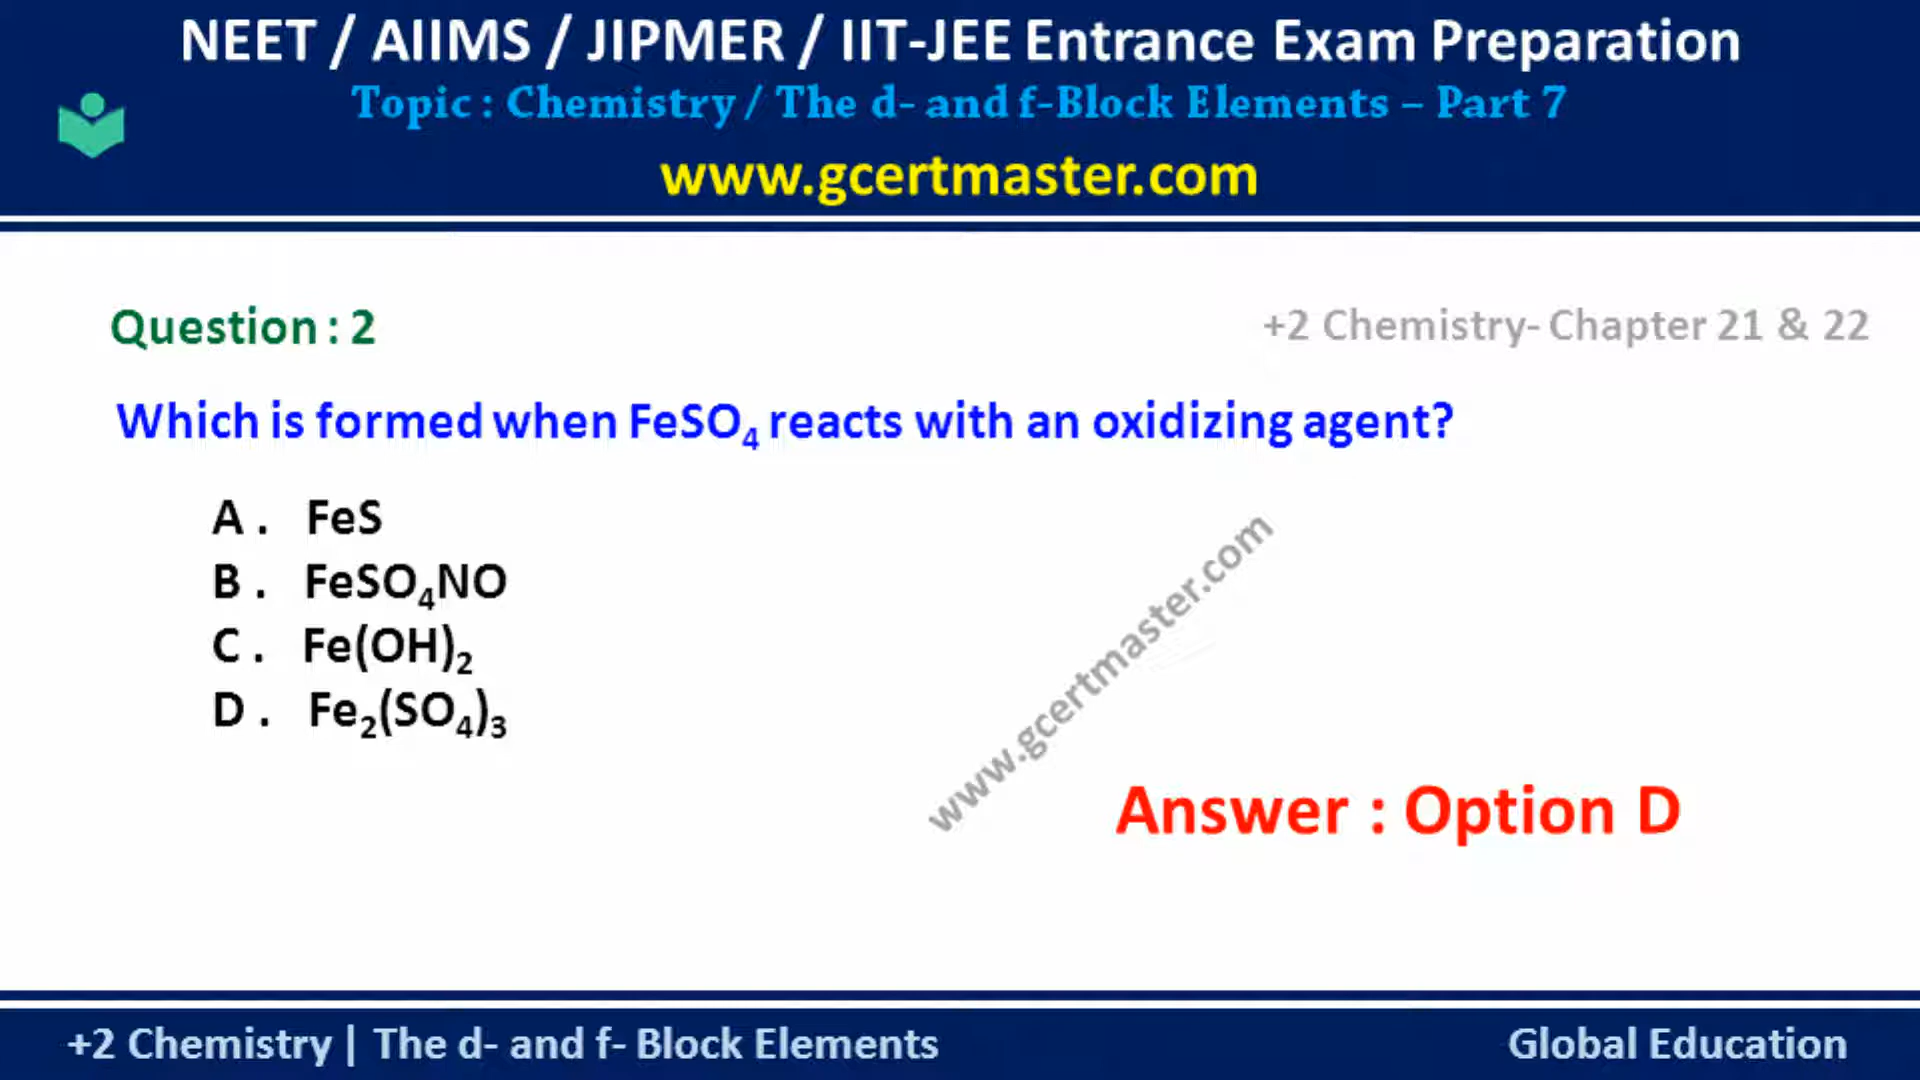 NEET / AIIMS / JIPMER / IIT-JEE Entrance Exam Preparation
Topic : Chemistry / The d- and f-Block Elements – Part 7
www.gcertmaster.com
Question : 2
+2 Chemistry- Chapter 21 & 22
Which is formed when FeSO₄ reacts with an oxidizing agent?
A . FeS
B . FeSO₄NO
C . Fe(OH)₂
D . Fe₂(SO₄)₃
www.gcertmaster.com
Answer : Option D
+2 Chemistry | The d- and f- Block Elements
Global Education